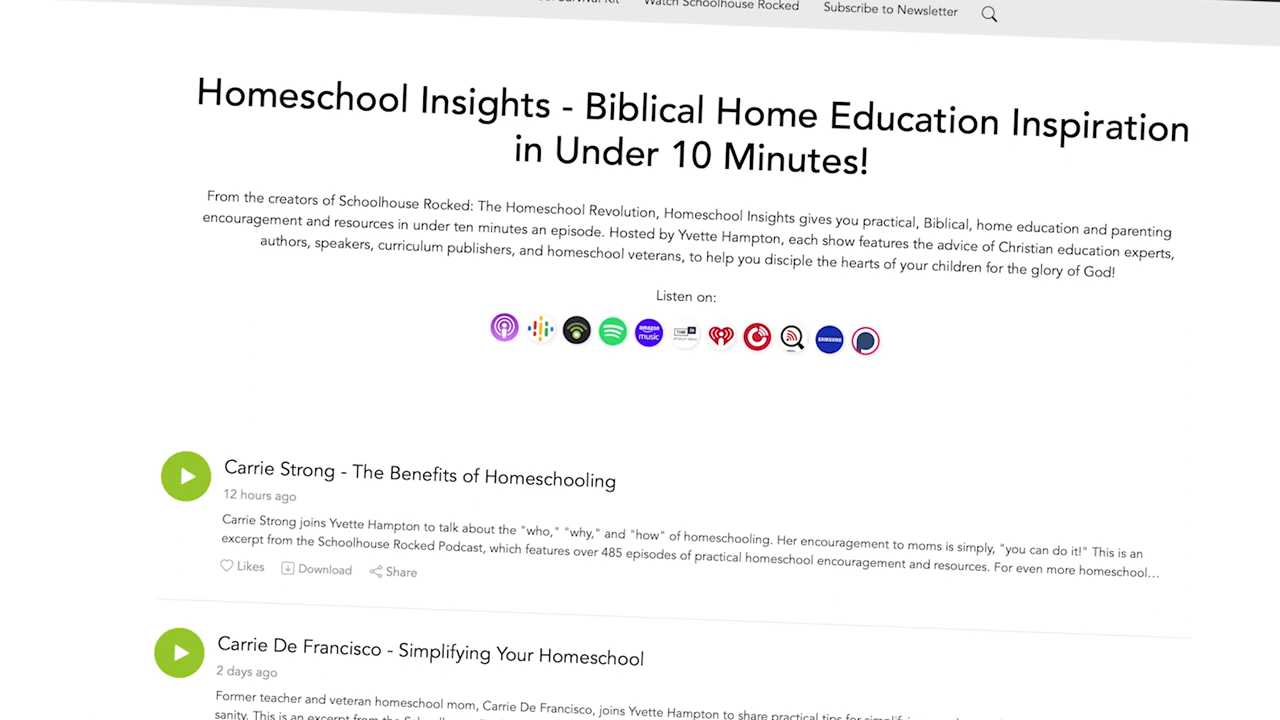 Watch Schoolhouse Rocked
Subscribe to Newsletter
Homeschool Insights - Biblical Home Education Inspiration
in Under 10 Minutes!
From the creators of Schoolhouse Rocked: The Homeschool Revolution, Homeschool Insights gives you practical, Biblical, home education and parenting
encouragement and resources in under ten minutes an episode. Hosted by Yvette Hampton, each show features the advice of Christian education experts,
authors, speakers, curriculum publishers, and homeschool veterans, to help you disciple the hearts of your children for the glory of God!
Listen on:
amazon music
SAMSUNG
Carrie Strong - The Benefits of Homeschooling
12 hours ago
Carrie Strong joins Yvette Hampton to talk about the "who," "why," and "how" of homeschooling. Her encouragement to moms is simply, "you can do it!" This is an
excerpt from the Schoolhouse Rocked Podcast, which features over 485 episodes of practical homeschool encouragement and resources. For even more homeschool...
Likes Download Share
Carrie De Francisco - Simplifying Your Homeschool
2 days ago
Former teacher and veteran homeschool mom, Carrie De Francisco, joins Yvette Hampton to share practical tips for
sanity. This is an excerpt from the